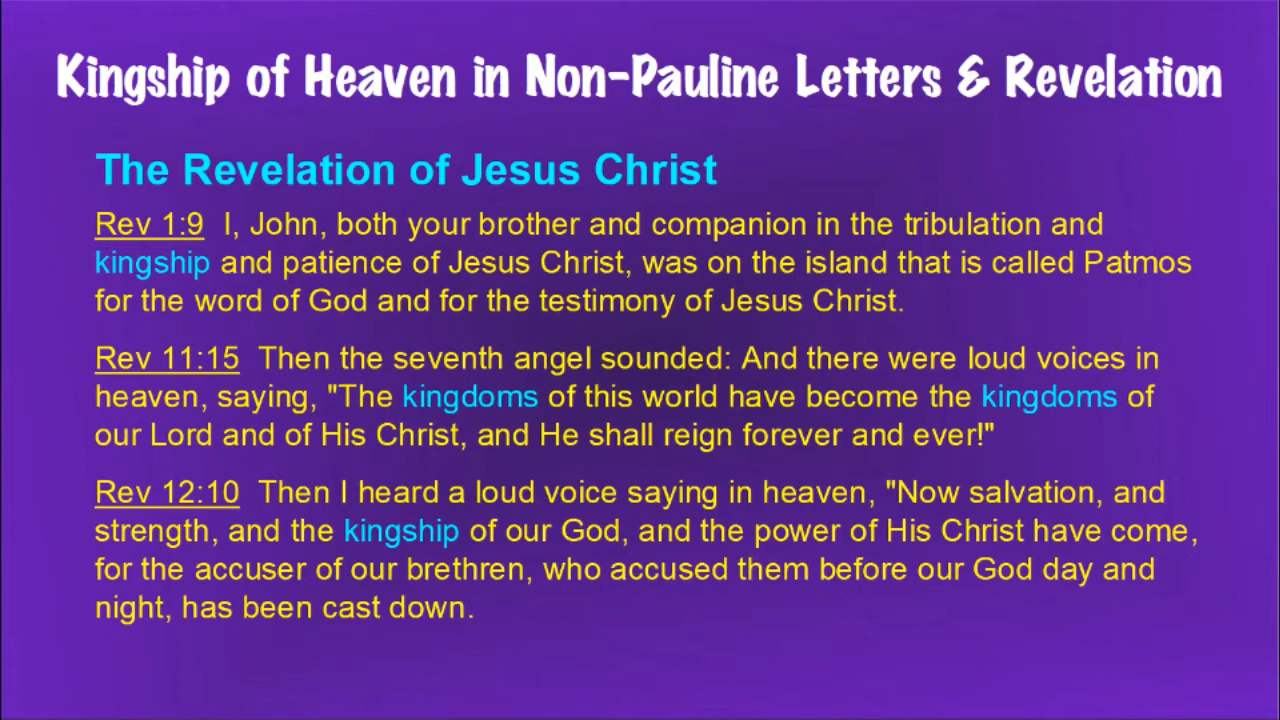 Kingship of Heaven in Non-Pauline Letters & Revelation
The Revelation of Jesus Christ
Rev 1:9 I, John, both your brother and companion in the tribulation and
kingship and patience of Jesus Christ, was on the island that is called Patmos
for the word of God and for the testimony of Jesus Christ.
Rev 11:15 Then the seventh angel sounded: And there were loud voices in
heaven, saying, "The kingdoms of this world have become the kingdoms of
our Lord and of His Christ, and He shall reign forever and ever!"
Rev 12:10 Then I heard a loud voice saying in heaven, "Now salvation, and
strength, and the kingship of our God, and the power of His Christ have come,
for the accuser of our brethren, who accused them before our God day and
night, has been cast down.